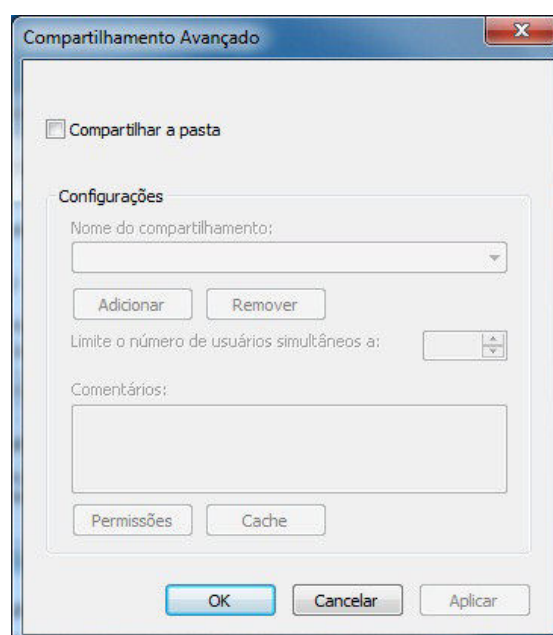 Compartilhamento Avançado
Compartilhar a pasta
Configurações
Nome do compartilhamento:
Adicionar Remover
Limite o número de usuários simultâneos a:
Comentários:
Permissões Cache
OK Cancelar Aplicar